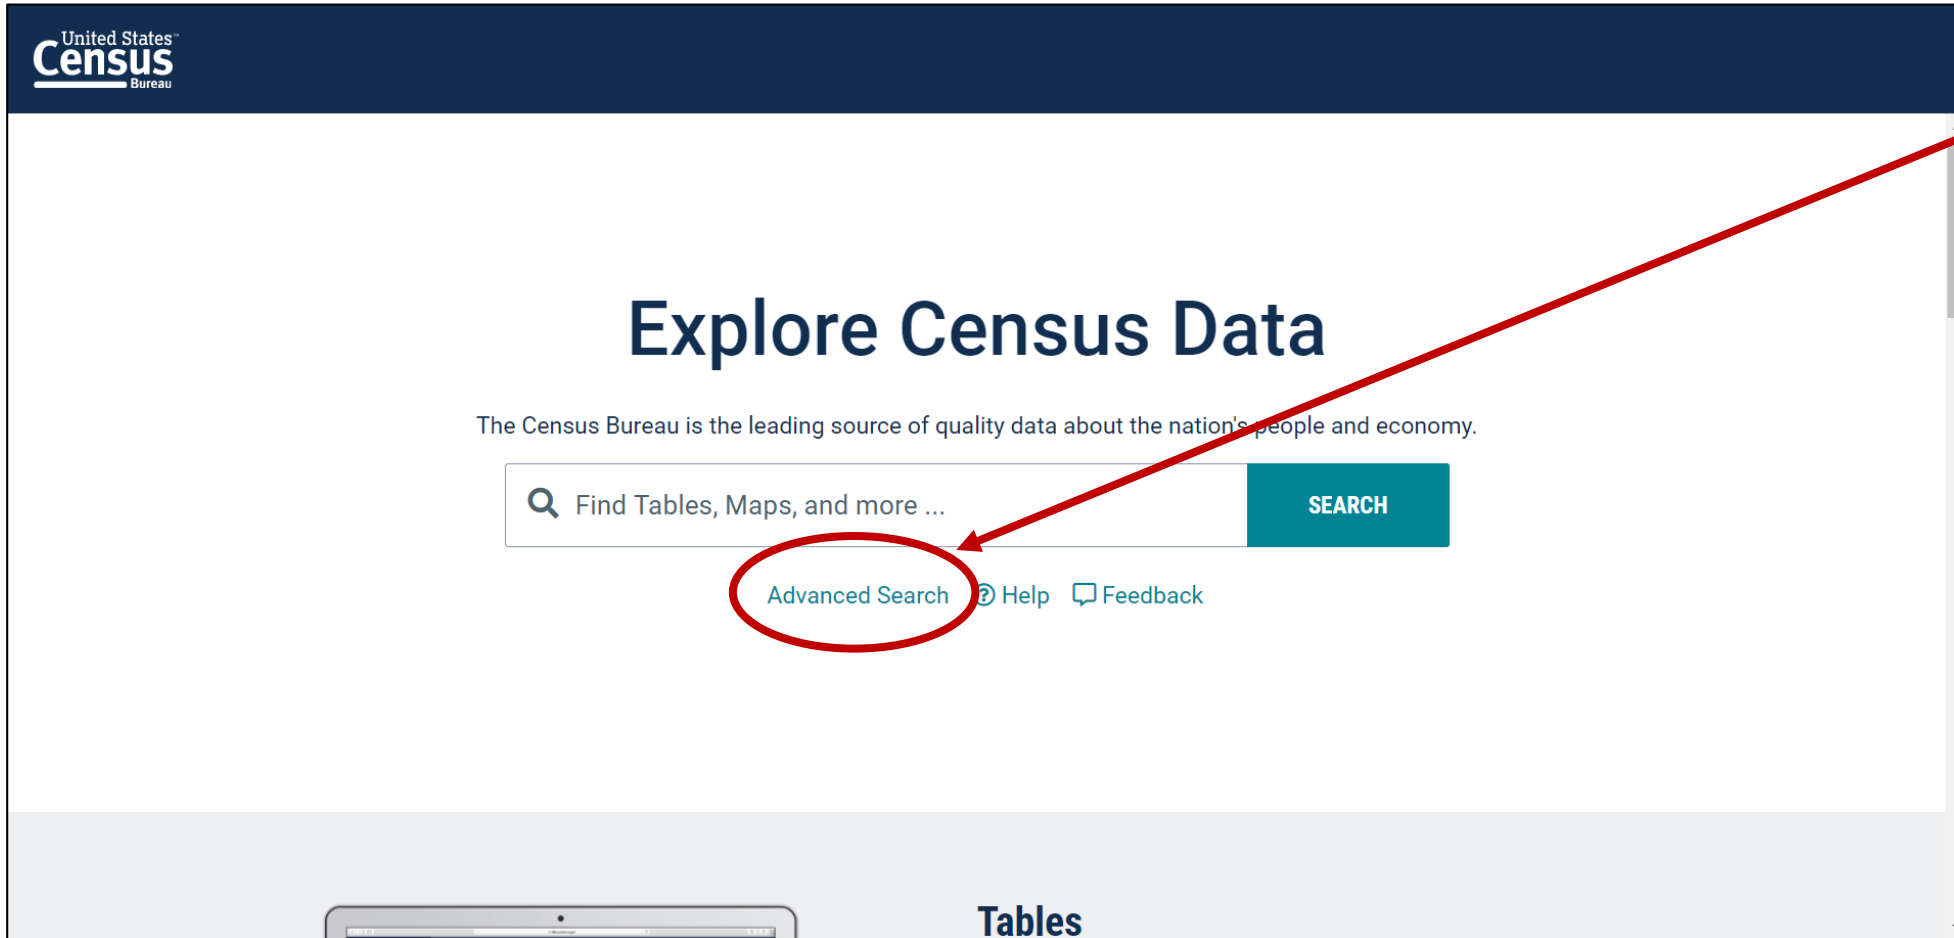 United States™
Census
Bureau
Explore Census Data
The Census Bureau is the leading source of quality data about the nation's people and economy.
Find Tables, Maps, and more ...
SEARCH
Advanced Search Help Feedback
Tables